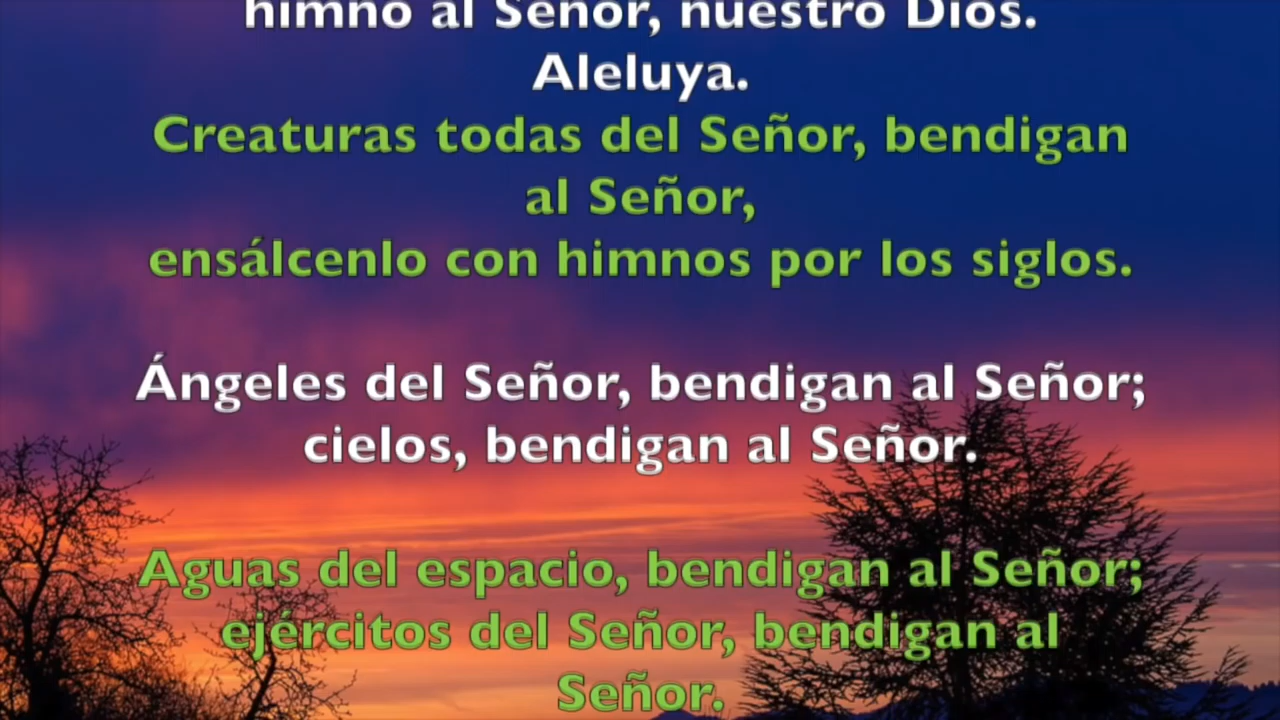 himno al Señor, nuestro Dios.
Aleluya.
Creaturas todas del Señor, bendigan
al Señor,
ensálcenlo con himnos por los siglos.
Ángeles del Señor, bendigan al Señor;
cielos, bendigan al Señor.
Aguas del espacio, bendigan al Señor;
ejércitos del Señor, bendigan al
Señor.